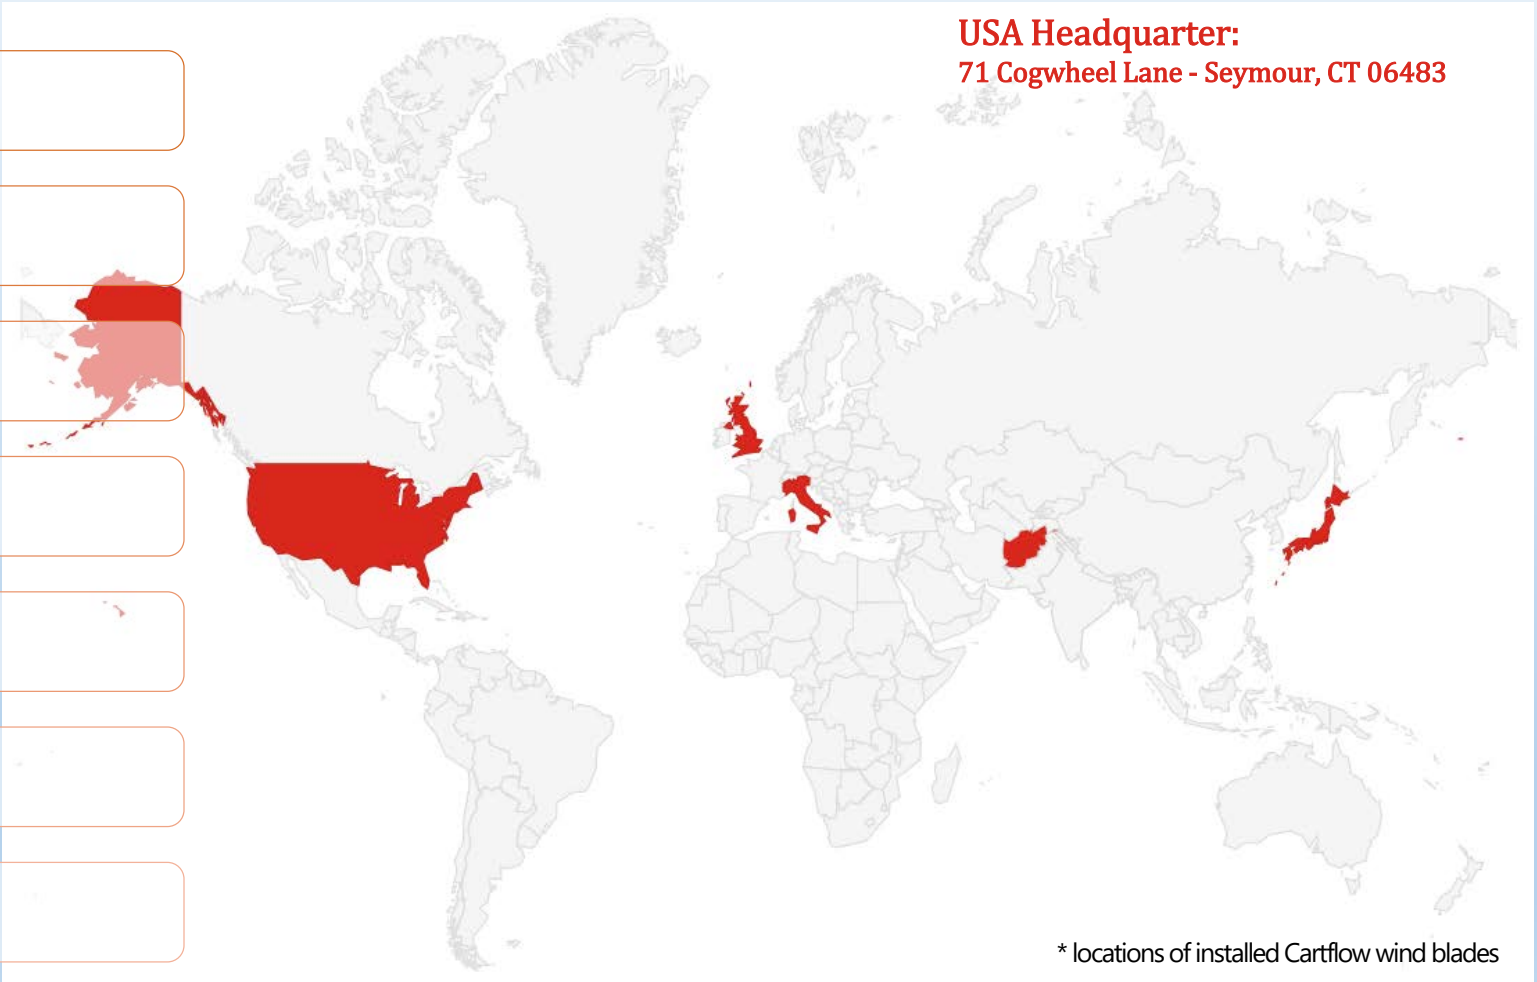 USA Headquarter:
71 Cogwheel Lane - Seymour, CT 06483
* locations of installed Cartflow wind blades